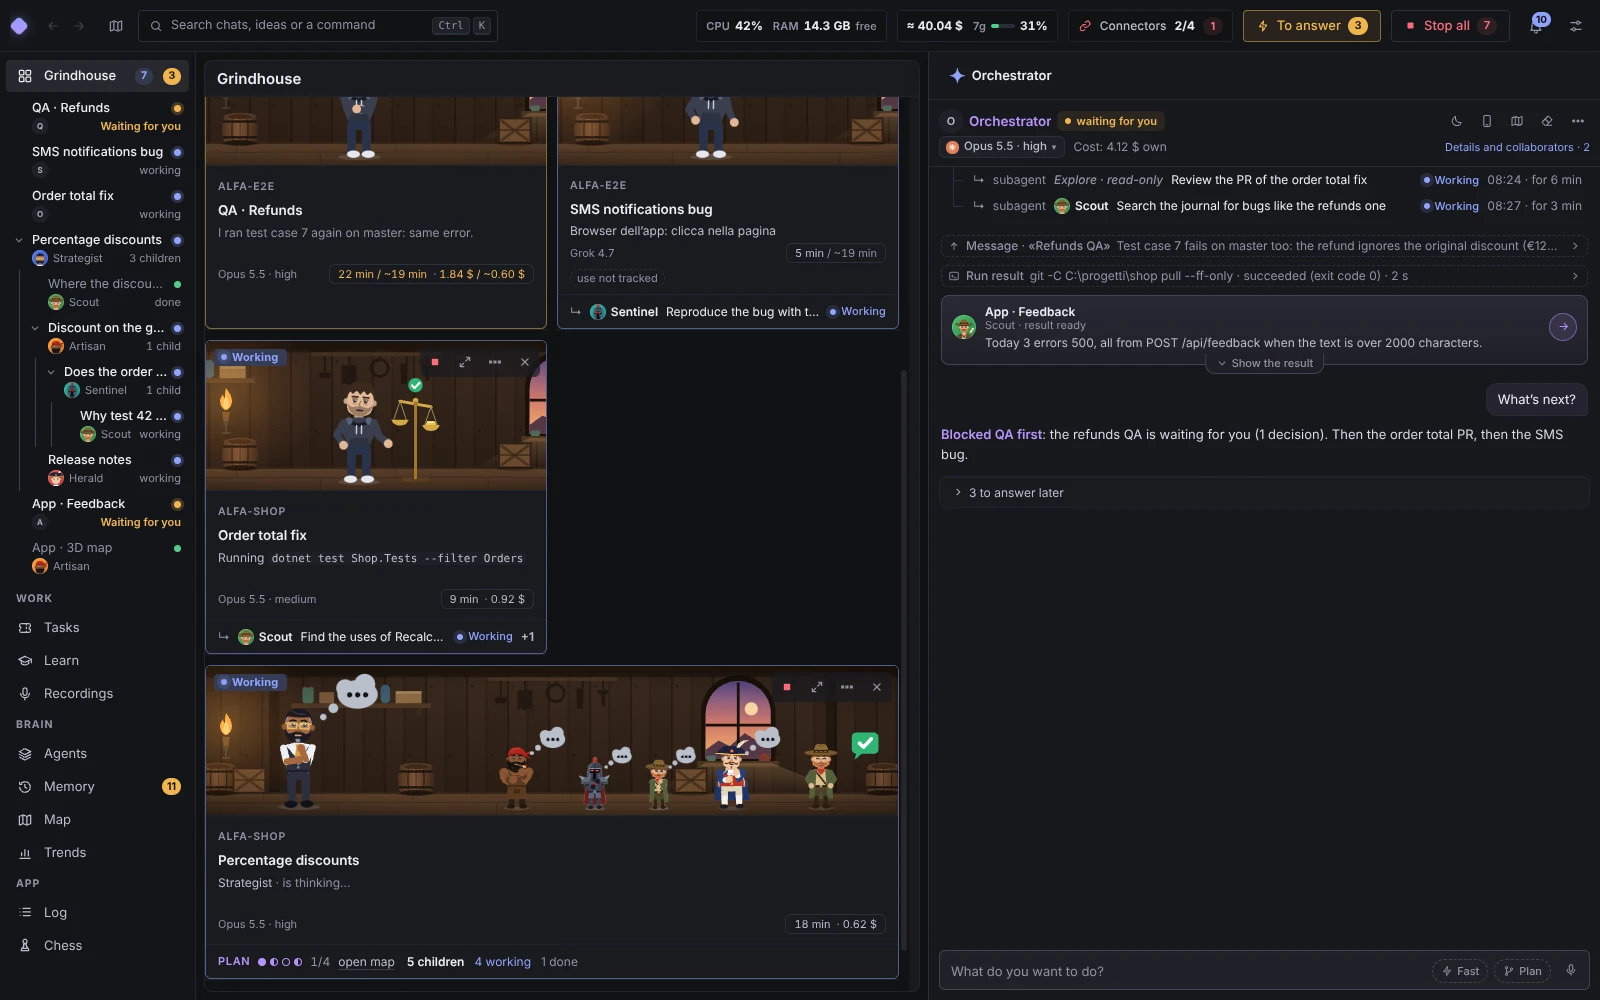 Search chats, ideas or a command Ctrl K
CPU 42% RAM 14.3 GB free
≈ 40.04 $ 7g 31%
Connectors 2/4 1
To answer 3
Stop all 7
10
Grindhouse 7 3
QA · Refunds
Q Waiting for you
SMS notifications bug
S working
Order total fix
O working
Percentage discounts
Strategist 3 children
Where the discou...
Scout done
Discount on the g...
Artisan 1 child
Does the order ...
Sentinel 1 child
Why test 42 ...
Scout working
Release notes
Herald working
App · Feedback
A Waiting for you
App · 3D map
Artisan
WORK
Tasks
Learn
Recordings
BRAIN
Agents
Memory 11
Map
Trends
APP
Log
Chess
Grindhouse
ALFA-E2E
QA · Refunds
I ran test case 7 again on master: same error.
Opus 5.5 · high 22 min / ~19 min · 1.84 $ / ~0.60 $
ALFA-E2E
SMS notifications bug
Browser dell'app: clicca nella pagina
Grok 4.7 5 min / ~19 min
use not tracked
Sentinel Reproduce the bug with t... Working
Working
ALFA-SHOP
Order total fix
Running dotnet test Shop.Tests --filter Orders
Opus 5.5 · medium 9 min · 0.92 $
Scout Find the uses of Recalc... Working +1
Working
ALFA-SHOP
Percentage discounts
Strategist · is thinking...
Opus 5.5 · high 18 min · 0.62 $
PLAN 1/4 open map 5 children 4 working 1 done
Orchestrator
O Orchestrator waiting for you
Opus 5.5 · high Cost: 4.12 $ own Details and collaborators · 2
subagent Explore · read-only Review the PR of the order total fix Working 08:24 · for 6 min
subagent Scout Search the journal for bugs like the refunds one Working 08:27 · for 3 min
Message · «Refunds QA» Test case 7 fails on master too: the refund ignores the original discount (€12...
Run result git -C C:\progetti\shop pull --ff-only · succeeded (exit code 0) · 2 s
App · Feedback
Scout · result ready
Today 3 errors 500, all from POST /api/feedback when the text is over 2000 characters.
Show the result
What's next?
Blocked QA first: the refunds QA is waiting for you (1 decision). Then the order total PR, then the SMS
bug.
3 to answer later
What do you want to do? Fast Plan